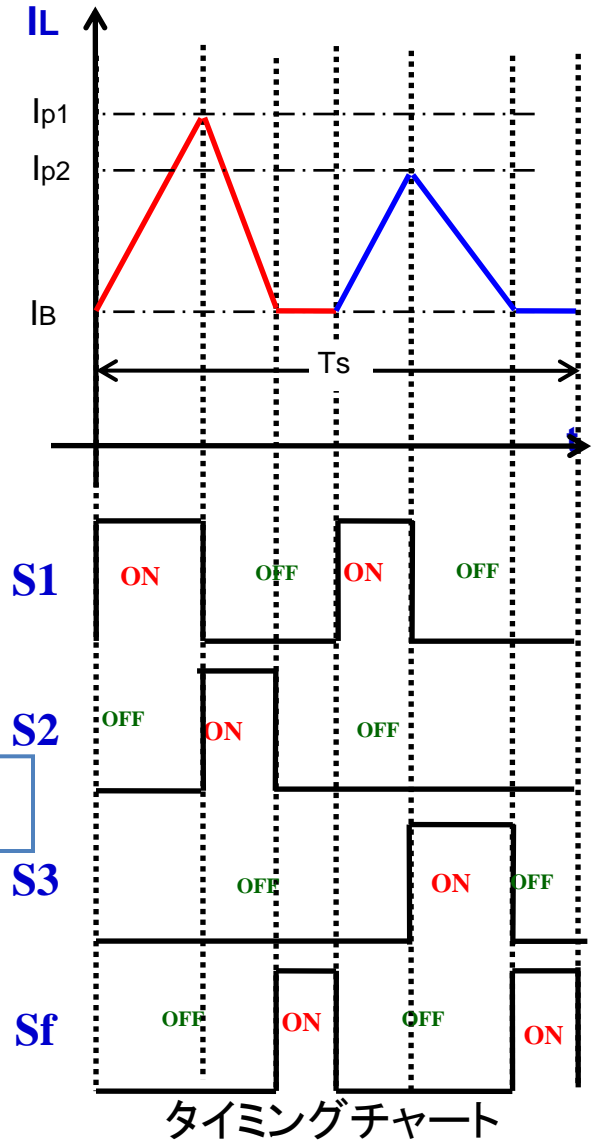 IL
Ip1
Ip2
IB
Ts
t
S1 ON OFF ON OFF
S2 OFF ON OFF
S3 OFF ON OFF
Sf OFF ON OFF ON
タイミングチャート